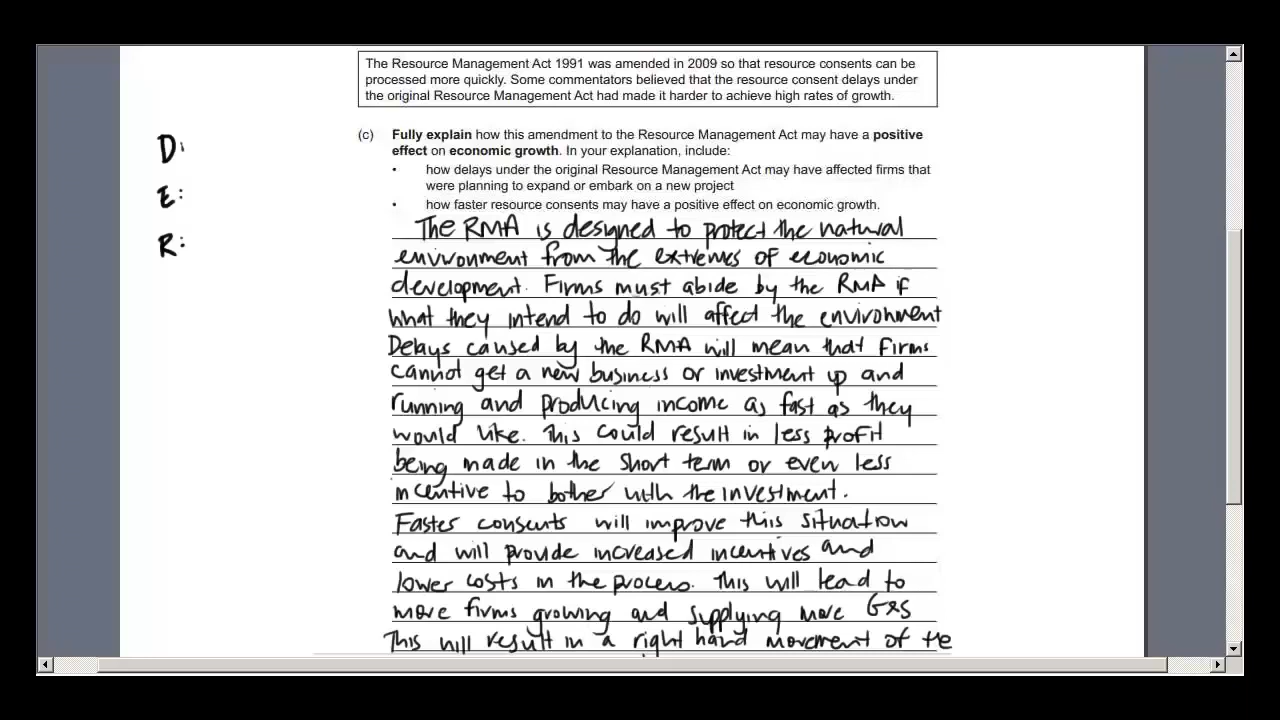 The Resource Management Act 1991 was amended in 2009 so that resource consents can be
processed more quickly. Some commentators believed that the resource consent delays under
the original Resource Management Act had made it harder to achieve high rates of growth.
(c) Fully explain how this amendment to the Resource Management Act may have a positive
effect on economic growth. In your explanation, include:
• how delays under the original Resource Management Act may have affected firms that
were planning to expand or embark on a new project
• how faster resource consents may have a positive effect on economic growth.
D:
E:
R:
The RMA is designed to protect the natural
environment from the extremes of economic
development. Firms must abide by the RMA if
what they intend to do will affect the environment
Delays caused by the RMA will mean that firms
cannot get a new business or investment up and
running and producing income as fast as they
would like. This could result in less profit
being made in the short term or even less
incentive to bother with the investment.
Faster consents will improve this situation
and will provide increased incentives and
lower costs in the process. This will lead to
more firms growing and supplying more G&S
This will result in a right hand movement of the